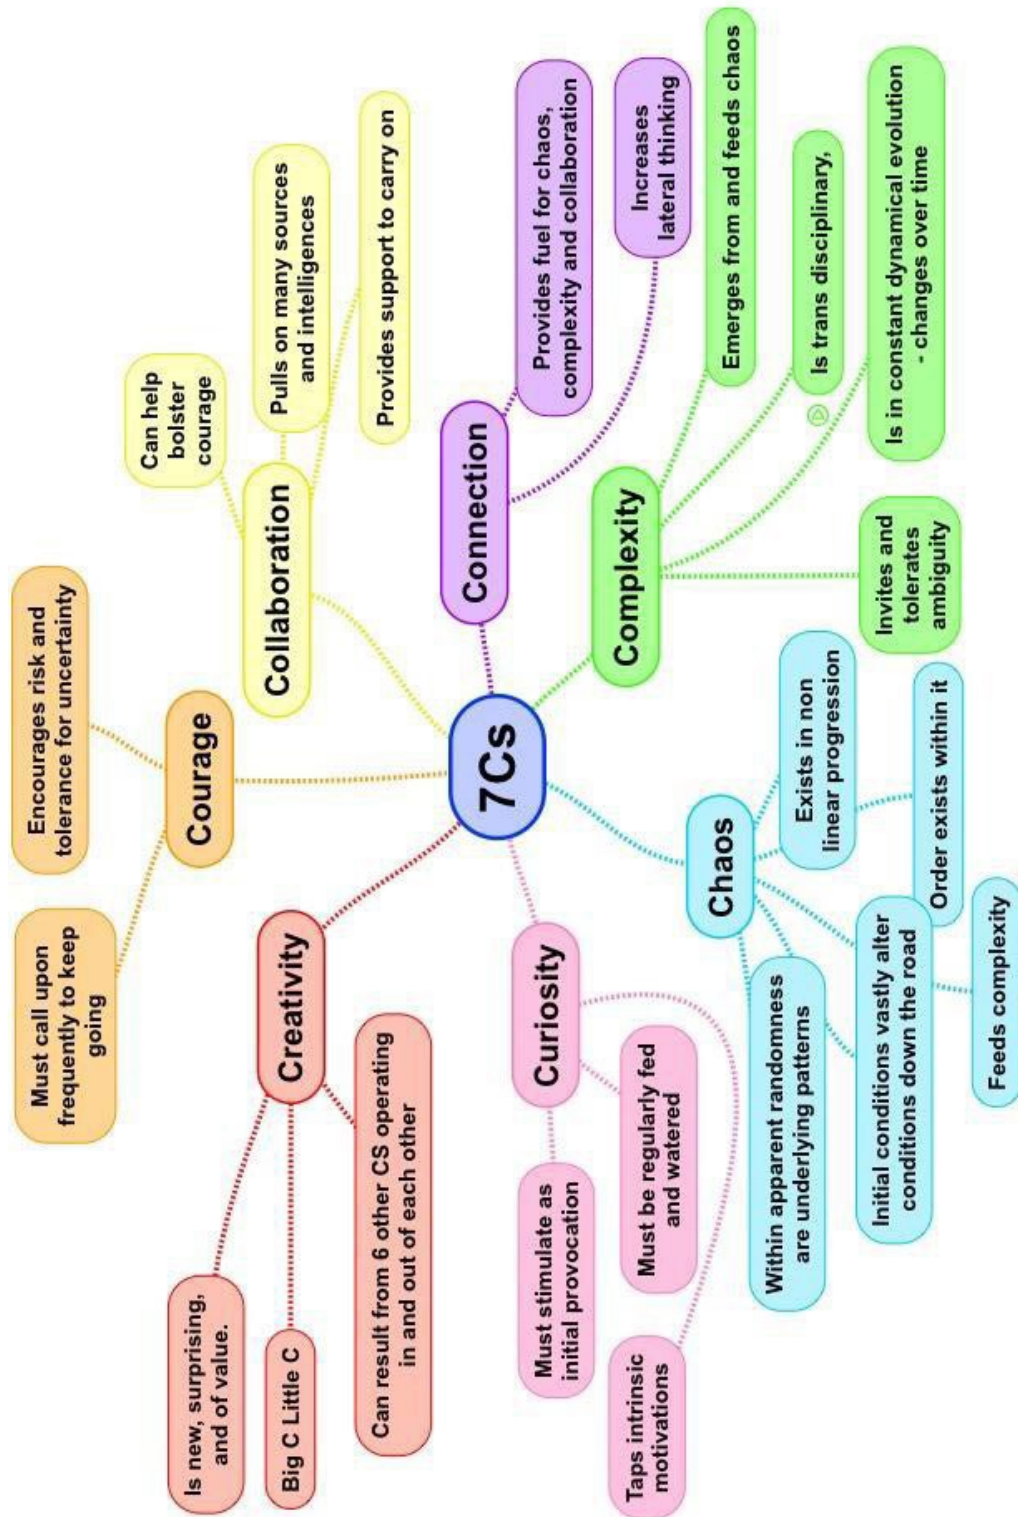 7Cs
Courage
Encourages risk and
tolerance for uncertainty
Must call upon
frequently to keep
going
Collaboration
Can help
bolster
courage
Pulls on many sources
and intelligences
Provides support to carry on
Connection
Provides fuel for chaos,
complexity and collaboration
Increases
lateral thinking
Complexity
Emerges from and feeds chaos
Is trans disciplinary,
Is in constant dynamical evolution
- changes over time
Invites and
tolerates
ambiguity
Chaos
Exists in non
linear progression
Order exists within it
Feeds complexity
Initial conditions vastly alter
conditions down the road
Within apparent randomness
are underlying patterns
Curiosity
Must be regularly fed
and watered
Must stimulate as
initial provocation
Taps intrinsic
motivations
Creativity
Is new, surprising,
and of value.
Big C Little C
Can result from 6 other CS operating
in and out of each other